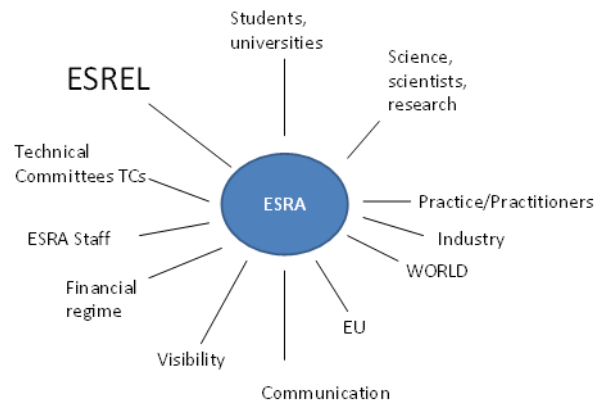 Students,
universities
Science,
scientists,
research
ESREL
Technical
Committees TCs
ESRA
Practice/Practitioners
ESRA Staff
Industry
WORLD
Financial
regime
EU
Visibility
Communication